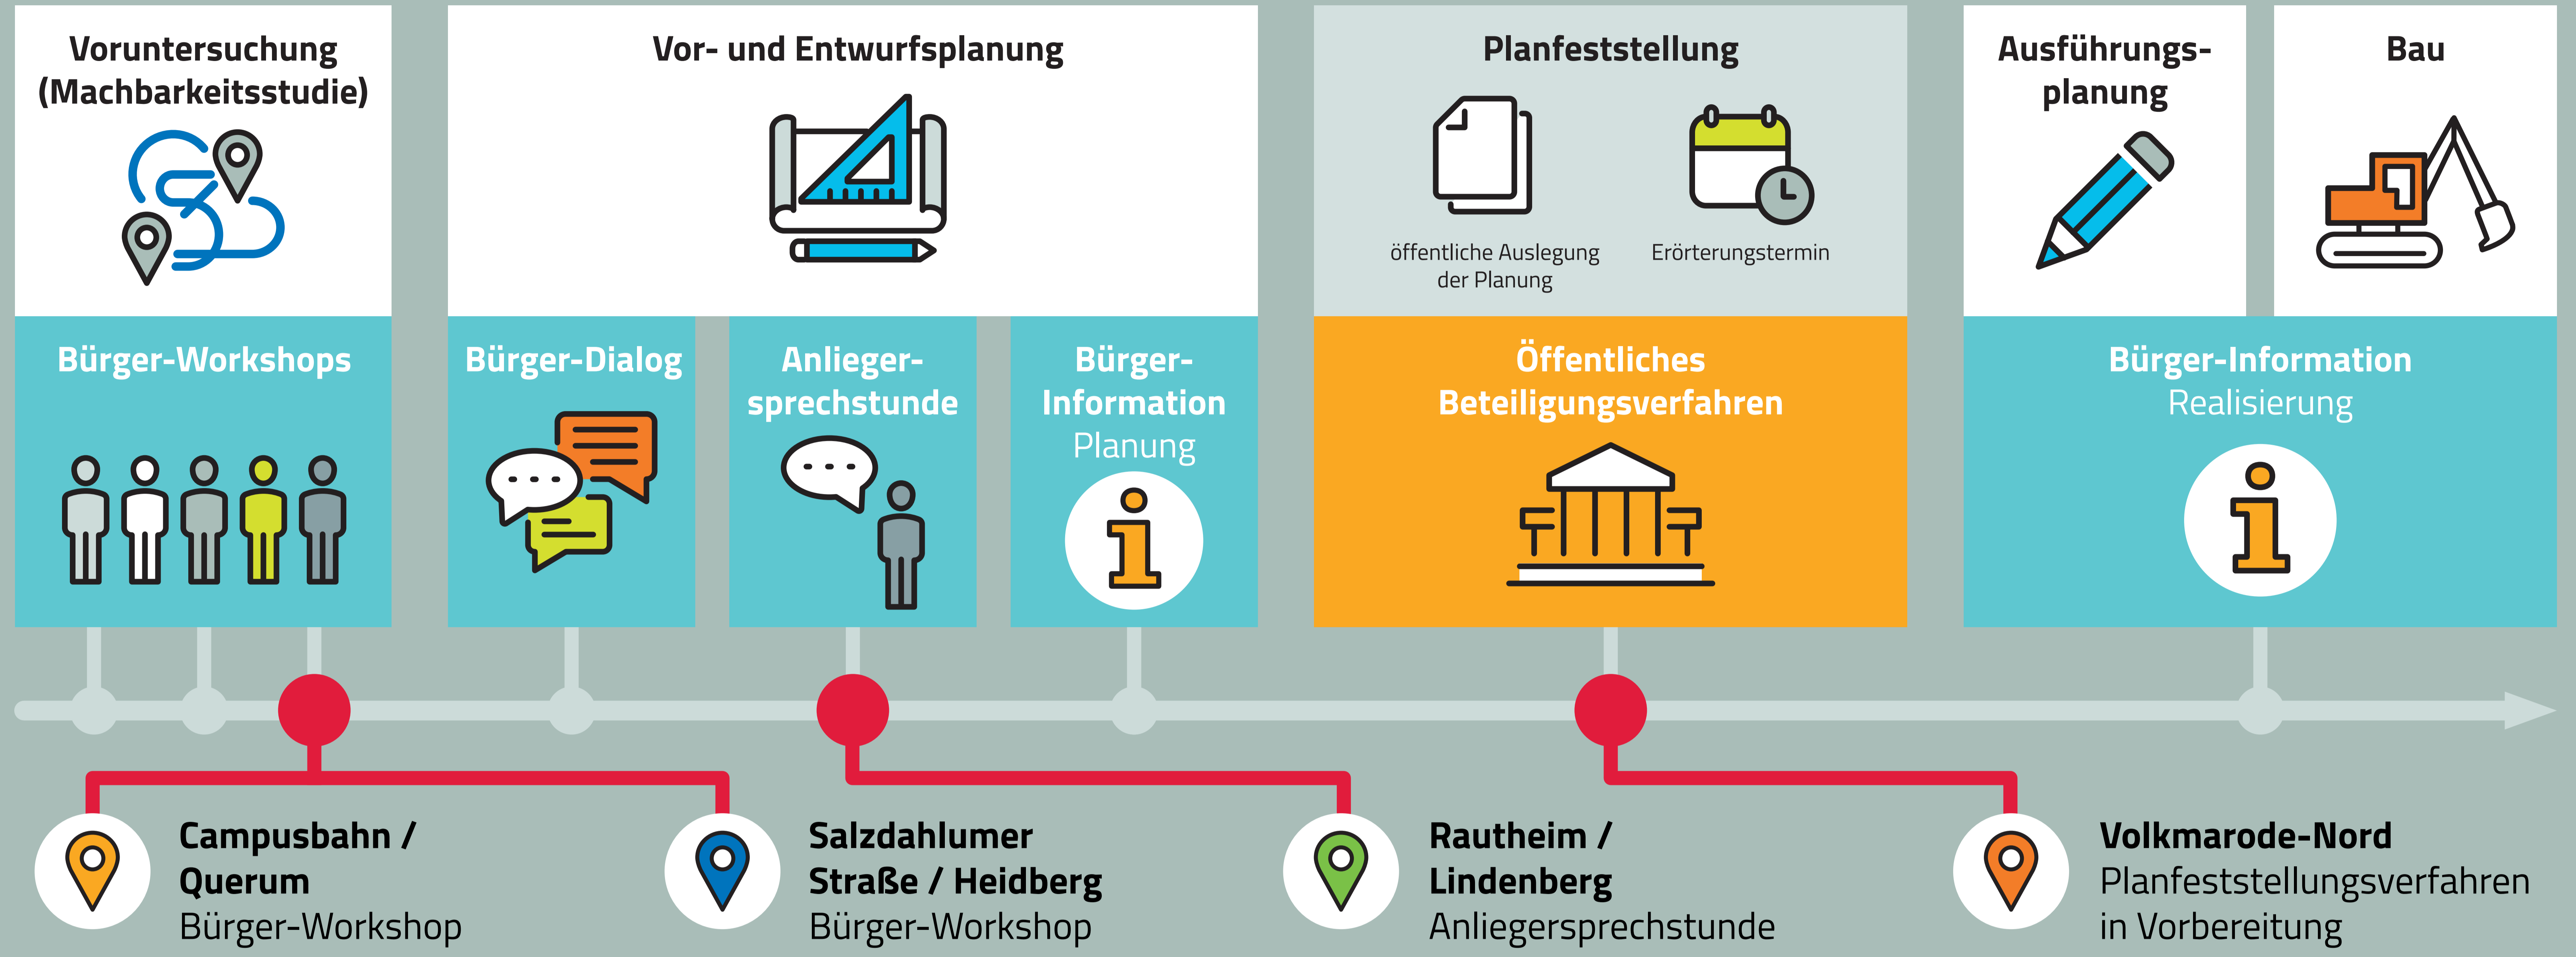 Voruntersuchung
(Machbarkeitsstudie)
Vor- und Entwurfsplanung
Planfeststellung
öffentliche Auslegung
der Planung
Erörterungstermin
Ausführungs-
planung
Bau
Bürger-Workshops
Bürger-Dialog
Anlieger-
sprechstunde
Bürger-
Information
Planung
Öffentliches
Beteiligungsverfahren
Bürger-Information
Realisierung
Campusbahn /
Querum
Bürger-Workshop
Salzdahlumer
Straße / Heidberg
Bürger-Workshop
Rautheim /
Lindenberg
Anliegersprechstunde
Volkmarode-Nord
Planfeststellungsverfahren
in Vorbereitung